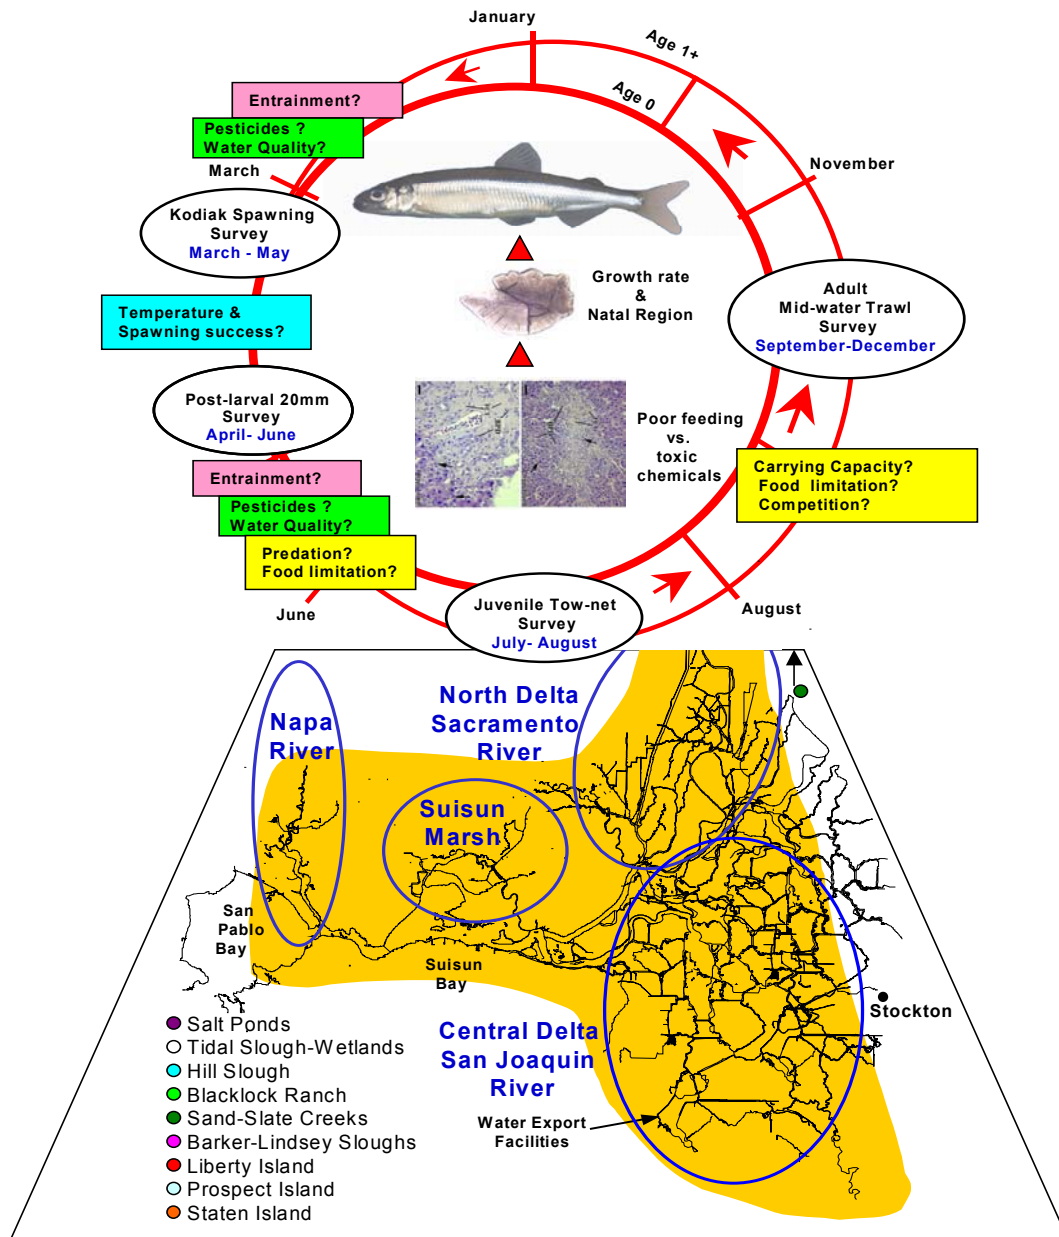 January
Age 1+
Age 0
Entrainment?
Pesticides ?
Water Quality?
March
November
Kodiak Spawning
Survey
March - May
Growth rate
&
Natal Region
Adult
Mid-water Trawl
Survey
September-December
Temperature &
Spawning success?
Post-larval 20mm
Survey
April- June
Poor feeding
vs.
toxic
chemicals
Carrying Capacity?
Food limitation?
Competition?
Entrainment?
Pesticides ?
Water Quality?
Predation?
Food limitation?
June
Juvenile Tow-net
Survey
July- August
August
Napa
River
North Delta
Sacramento
River
Suisun
Marsh
San
Pablo
Bay
Suisun
Bay
Stockton
Central Delta
San Joaquin
River
Water Export
Facilities
Salt Ponds
Tidal Slough-Wetlands
Hill Slough
Blacklock Ranch
Sand-Slate Creeks
Barker-Lindsey Sloughs
Liberty Island
Prospect Island
Staten Island